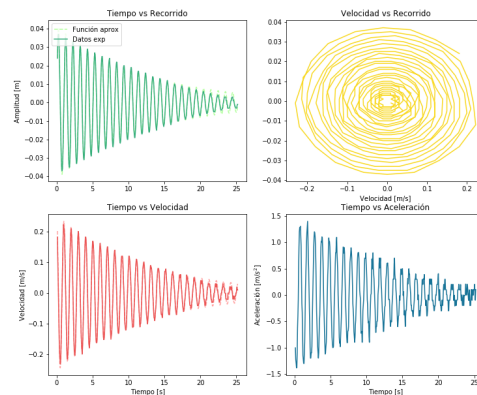 Tiempo vs Recorrido
Velocidad vs Recorrido
Función aprox
Datos exp
Amplitud [m]
0.04
0.03
0.02
0.01
0.00
−0.01
−0.02
−0.03
−0.04
0 5 10 15 20 25
0.04
0.03
0.02
0.01
0.00
−0.01
−0.02
−0.03
−0.04
−0.2 −0.1 0.0 0.1 0.2
Velocidad [m/s]
Tiempo vs Velocidad
Tiempo vs Aceleración
Velocidad [m/s]
0.2
0.1
0.0
−0.1
−0.2
0 5 10 15 20 25
Tiempo [s]
Aceleración [m/s²]
1.5
1.0
0.5
0.0
−0.5
−1.0
−1.5
0 5 10 15 20 25
Tiempo [s]